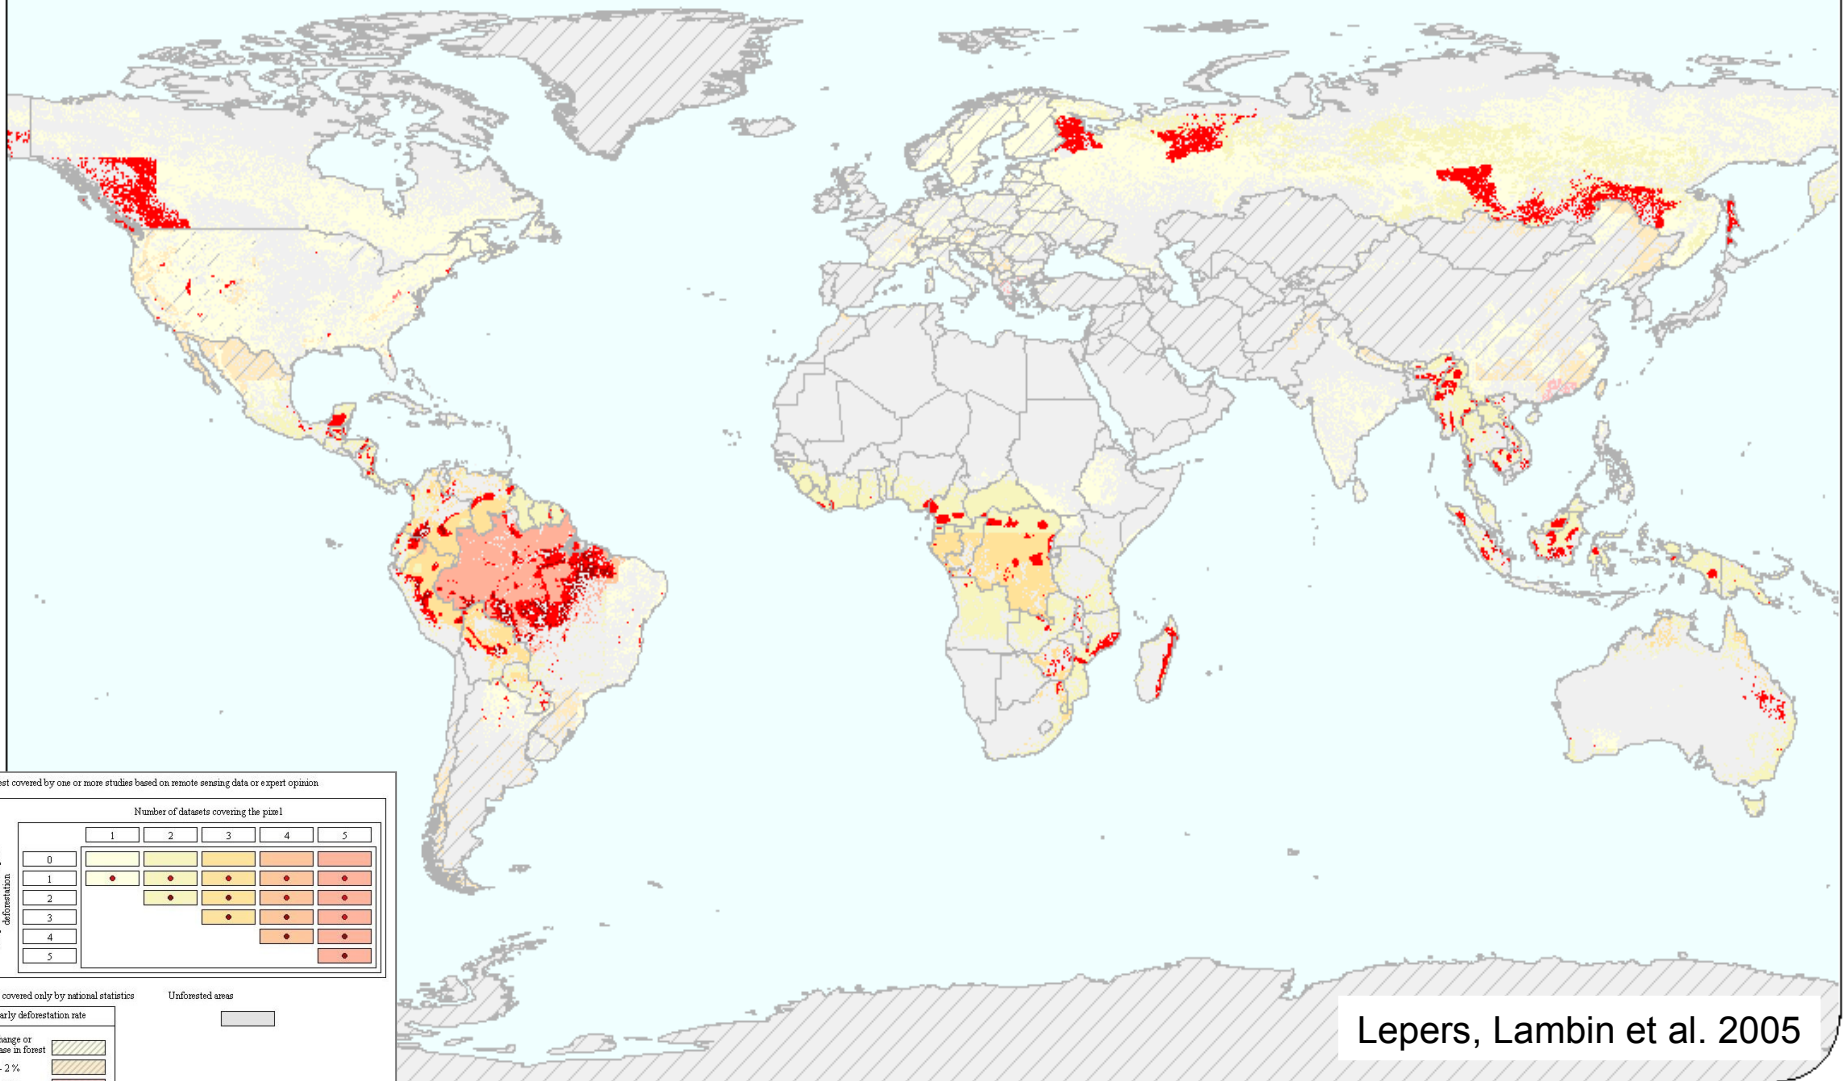 est covered by one or more studies based on remote sensing data or expert opinion
Number of datasets covering the pixel
1 2 3 4 5
0
1
2
3
4
5
deforestation
covered only by national statistics
Unforested areas
arly deforestation rate
hange or
ase in forest
- 2 %
Lepers, Lambin et al. 2005